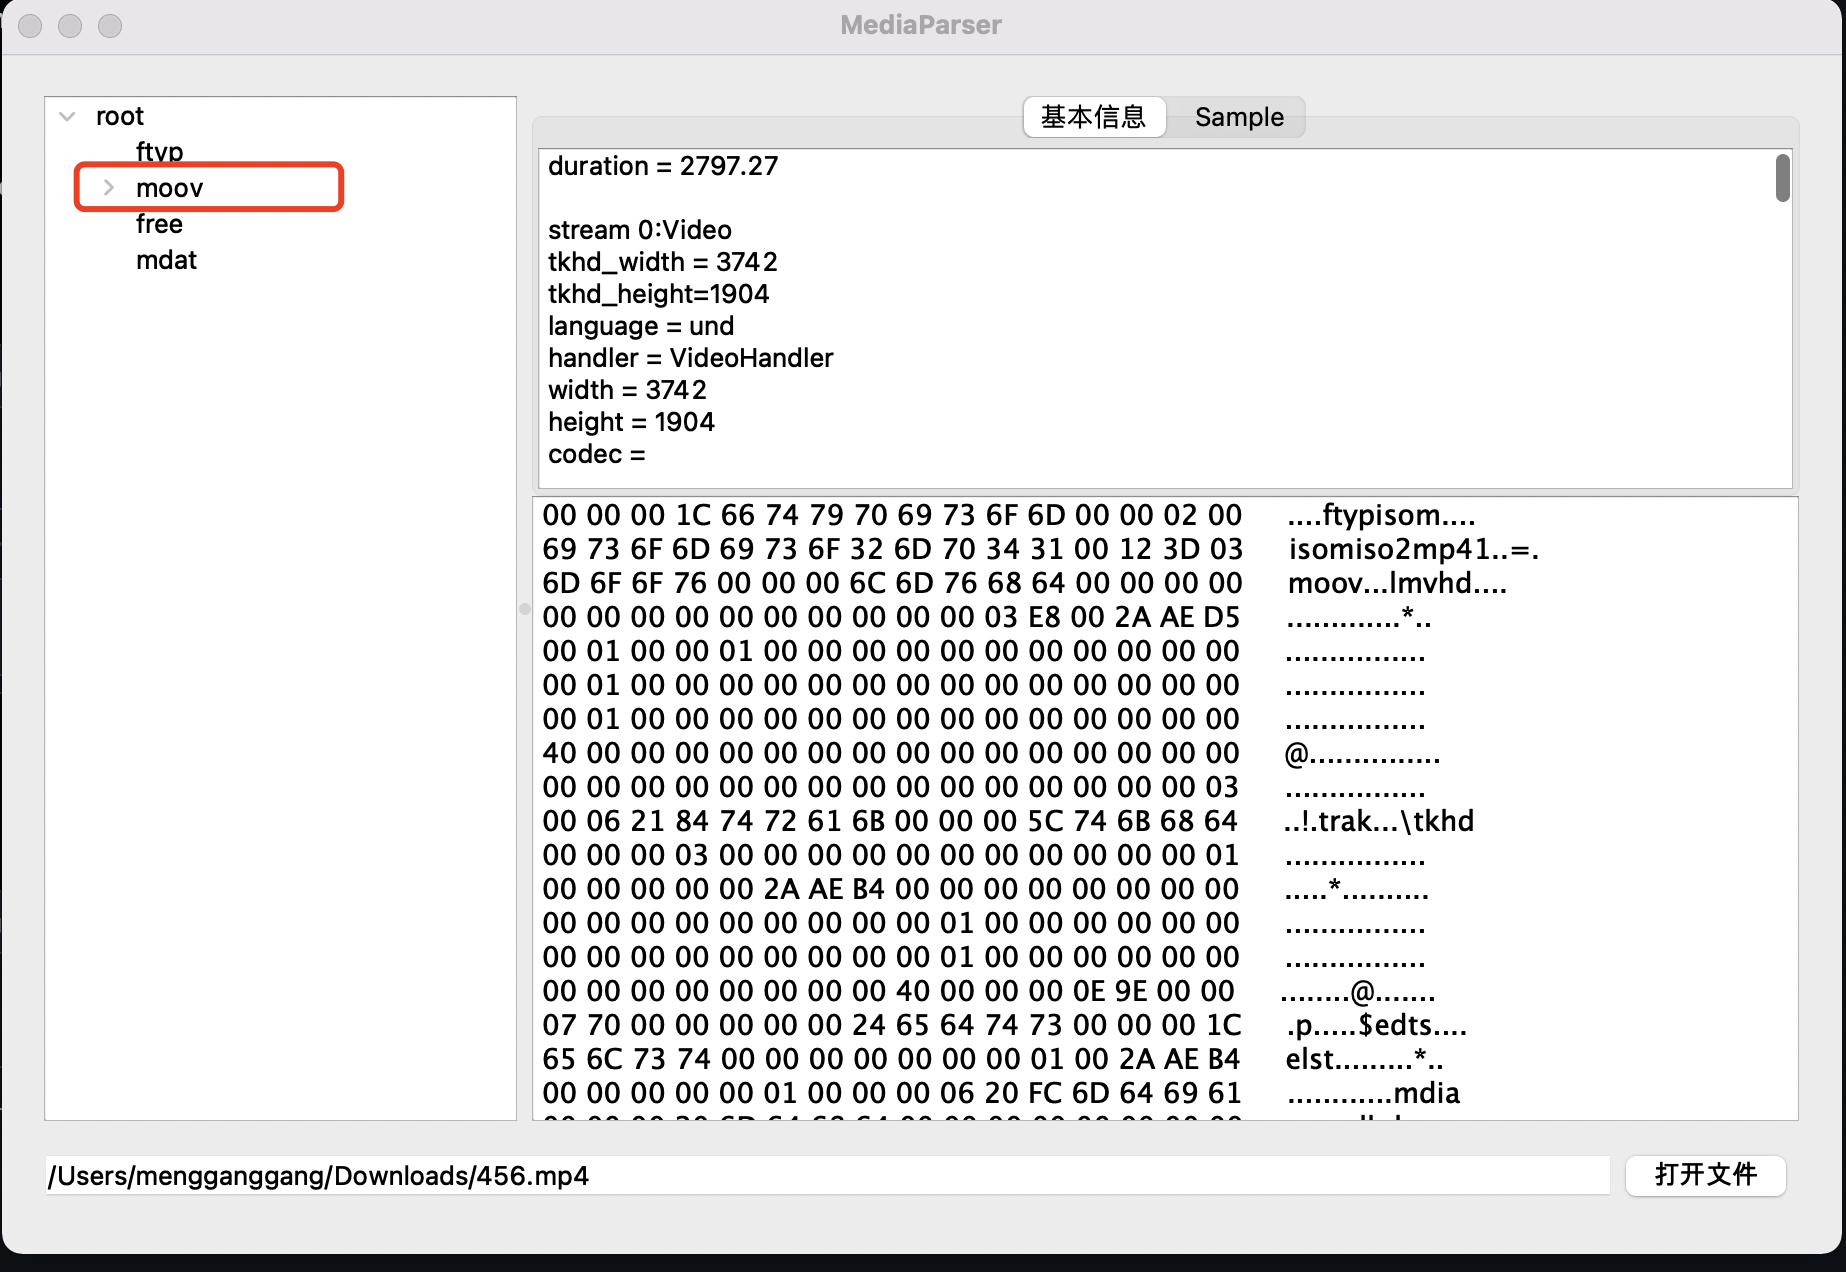 MediaParser
root
ftyp
moov
free
mdat
基本信息
Sample
duration = 2797.27
stream 0:Video
tkhd_width = 3742
tkhd_height=1904
language = und
handler = VideoHandler
width = 3742
height = 1904
codec =
00 00 00 1C 66 74 79 70 69 73 6F 6D 00 00 02 00 ....ftypisom....
69 73 6F 6D 69 73 6F 32 6D 70 34 31 00 12 3D 03 isomiso2mp41..=.
6D 6F 6F 76 00 00 00 6C 6D 76 68 64 00 00 00 00 moov...lmvhd....
00 00 00 00 00 00 00 00 00 00 03 E8 00 2A AE D5 .............*..
00 01 00 00 01 00 00 00 00 00 00 00 00 00 00 00 ................
00 01 00 00 00 00 00 00 00 00 00 00 00 00 00 00 ................
00 01 00 00 00 00 00 00 00 00 00 00 00 00 00 00 ................
40 00 00 00 00 00 00 00 00 00 00 00 00 00 00 00 @...............
00 00 00 00 00 00 00 00 00 00 00 00 00 00 00 03 ................
00 06 21 84 74 72 61 6B 00 00 00 5C 74 6B 68 64 ..!.trak...\tkhd
00 00 00 03 00 00 00 00 00 00 00 00 00 00 00 01 ................
00 00 00 00 00 2A AE B4 00 00 00 00 00 00 00 00 .....*..........
00 00 00 00 00 00 00 00 00 01 00 00 00 00 00 00 ................
00 00 00 00 00 00 00 00 00 01 00 00 00 00 00 00 ................
00 00 00 00 00 00 00 00 40 00 00 00 0E 9E 00 00 ........@.......
07 70 00 00 00 00 00 24 65 64 74 73 00 00 00 1C .p.....$edts....
65 6C 73 74 00 00 00 00 00 00 00 01 00 2A AE B4 elst.........*..
00 00 00 00 00 01 00 00 00 06 20 FC 6D 64 69 61 ............mdia
/Users/mengganggang/Downloads/456.mp4
打开文件